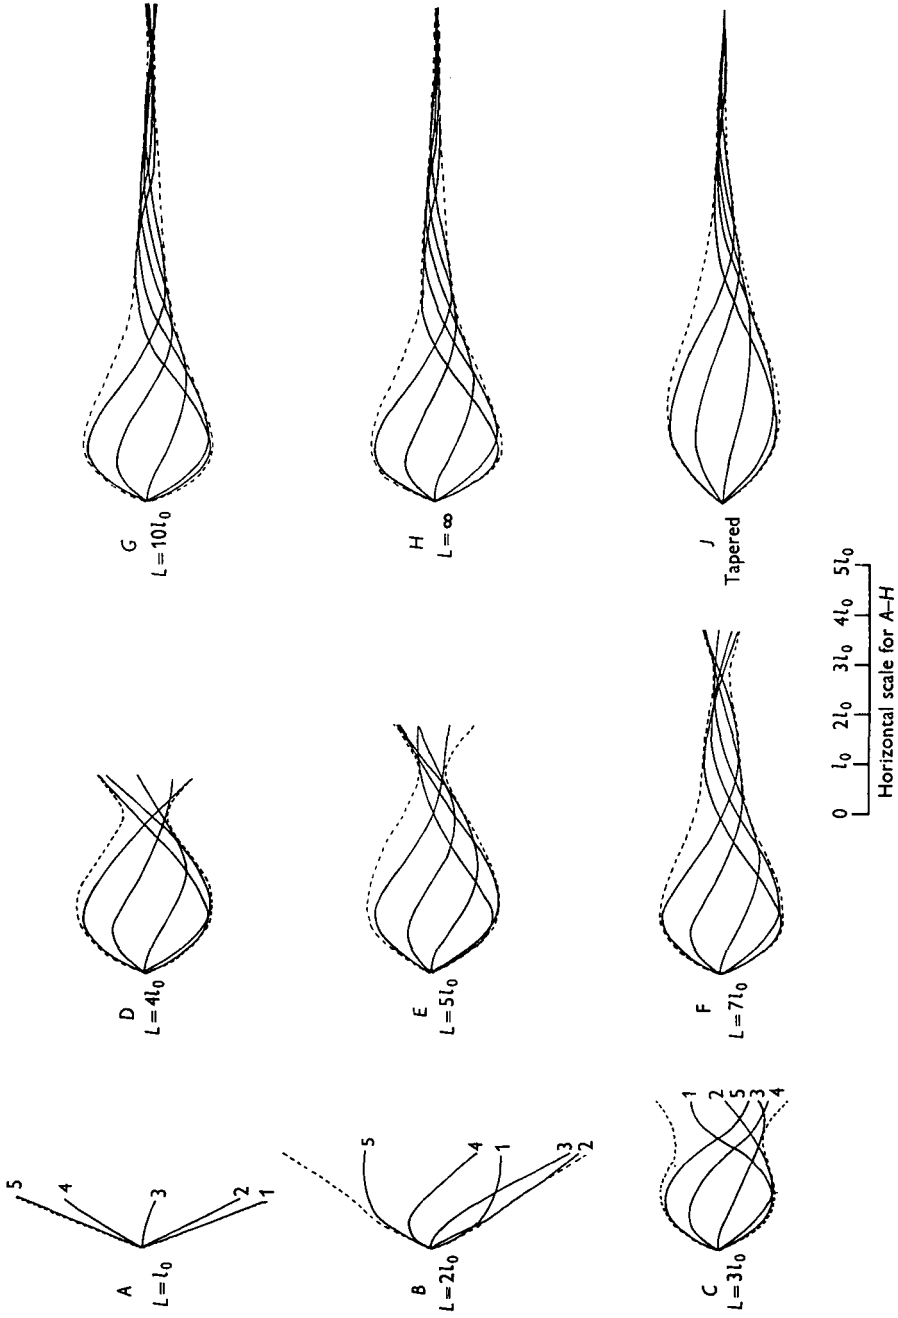 A
L = l₀
5
4
3
2
1
B
L = 2l₀
5
4
1
3
2
C
L = 3l₀
1
2
5
3
4
D
L = 4l₀
E
L = 5l₀
F
L = 7l₀
G
L = 10l₀
H
L = ∞
J
Tapered
0 l₀ 2l₀ 3l₀ 4l₀ 5l₀
Horizontal scale for A–H